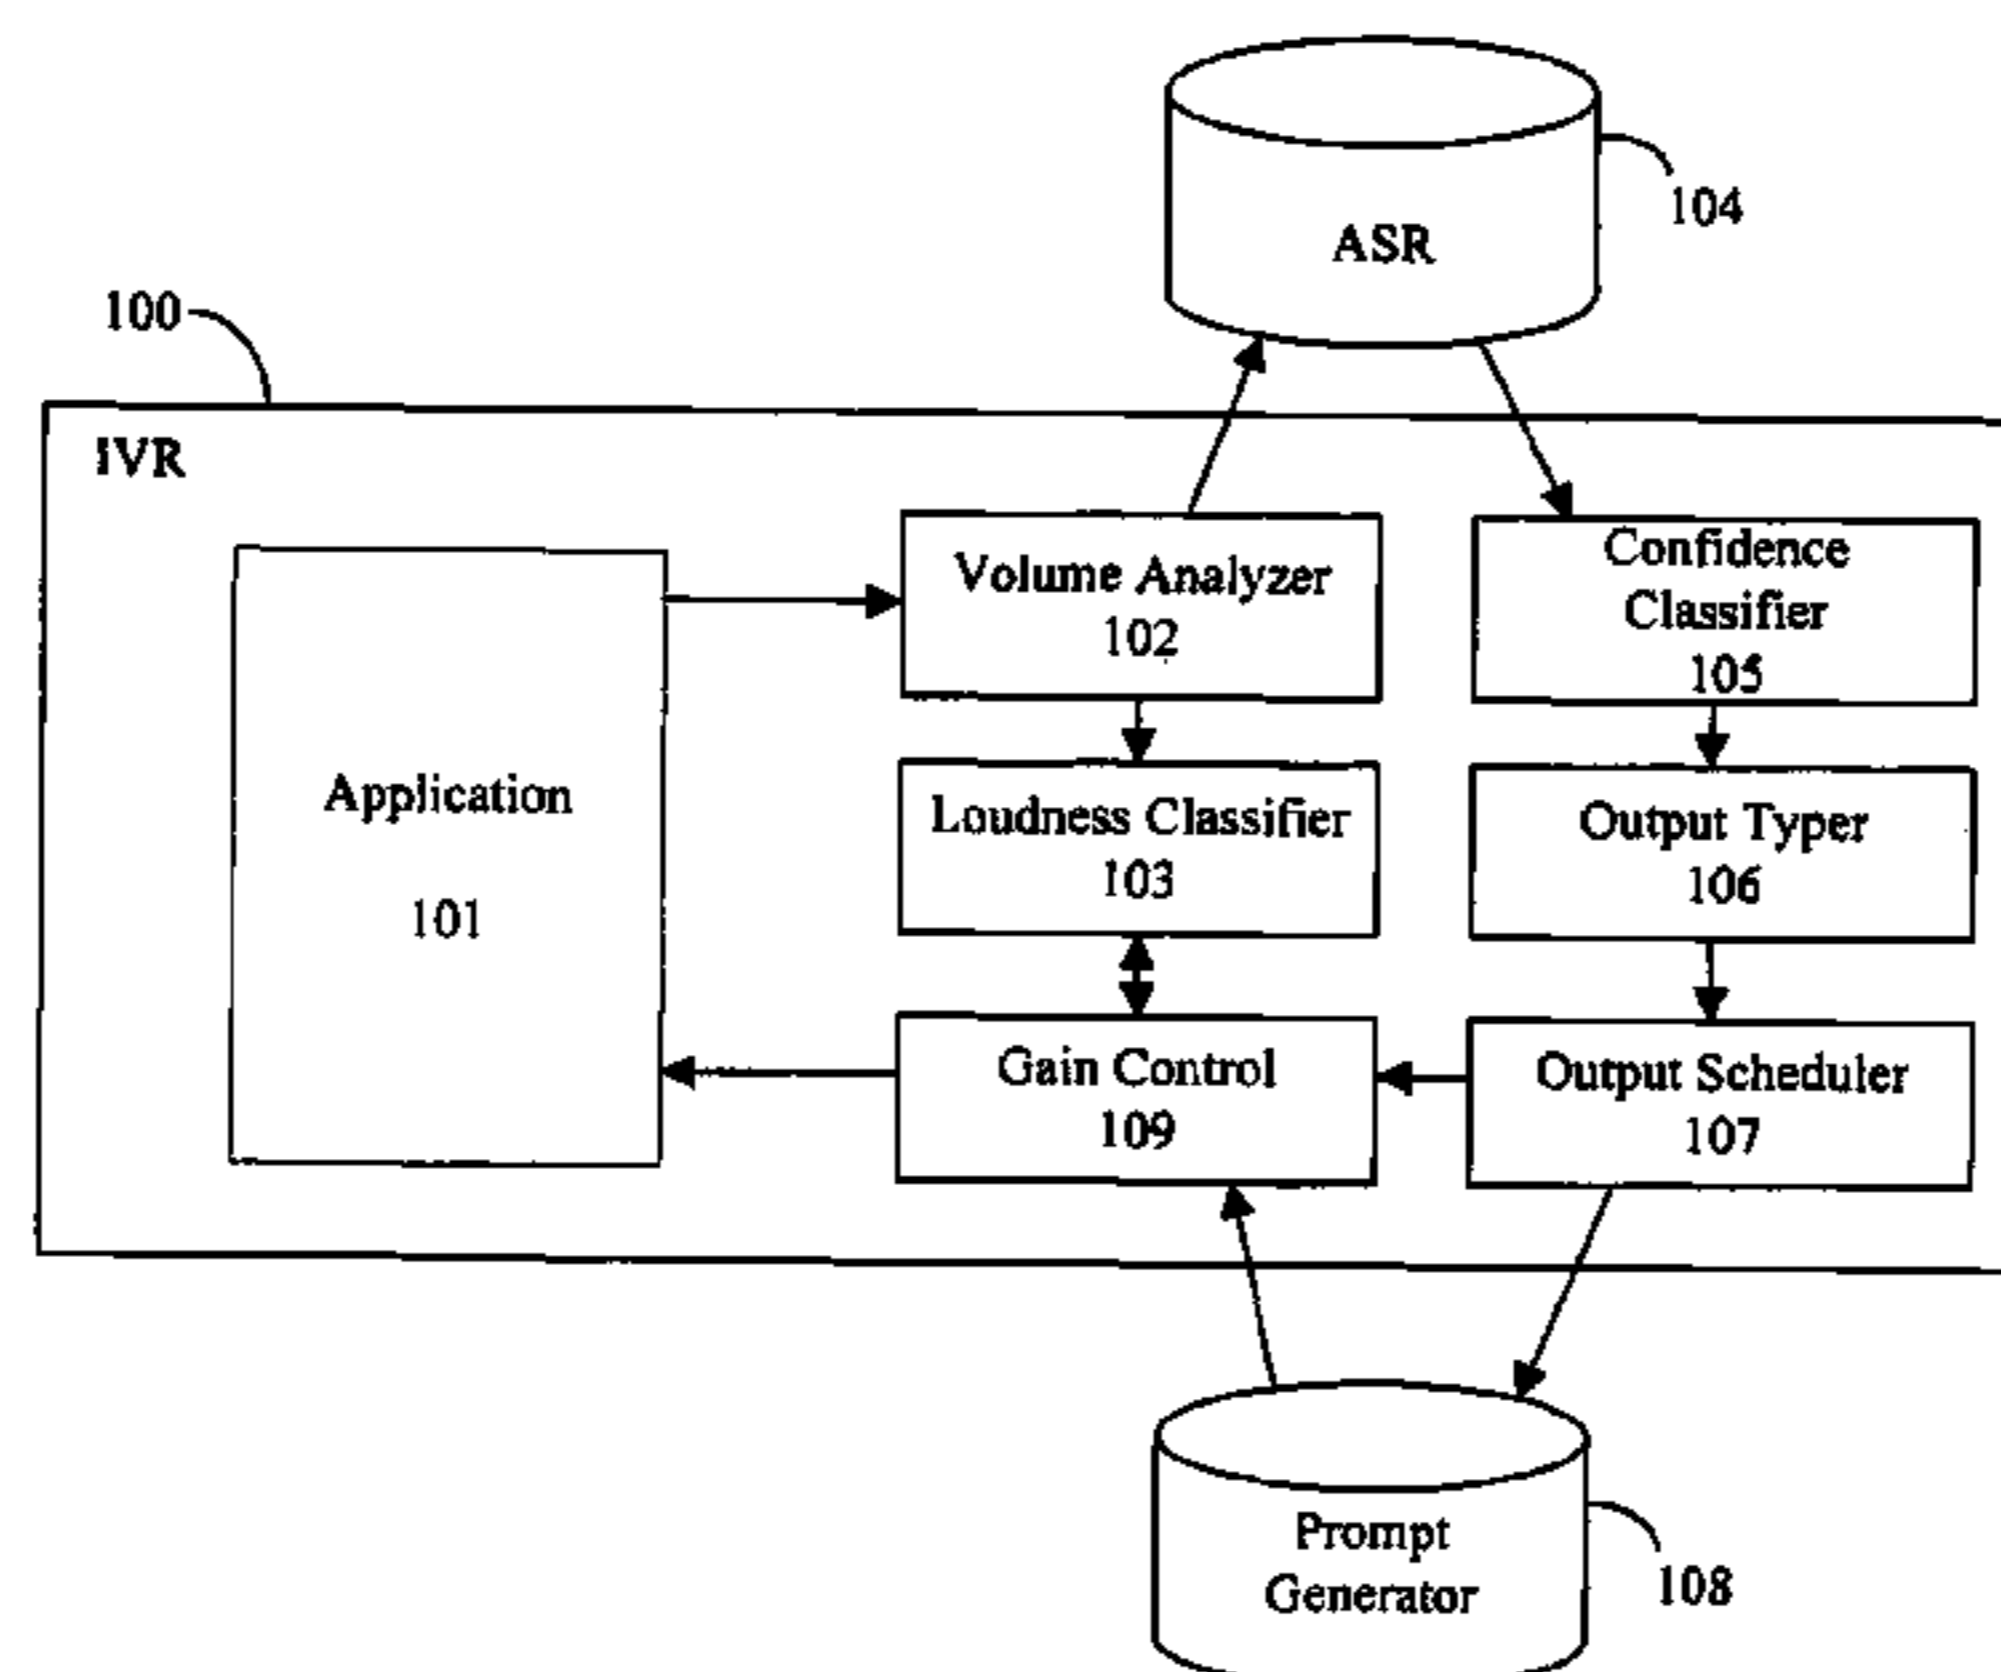 ASR
104
100
IVR
Volume Analyzer
102
Confidence
Classifier
105
Application
101
Loudness Classifier
103
Output Typer
106
Gain Control
109
Output Scheduler
107
Prompt
Generator
108